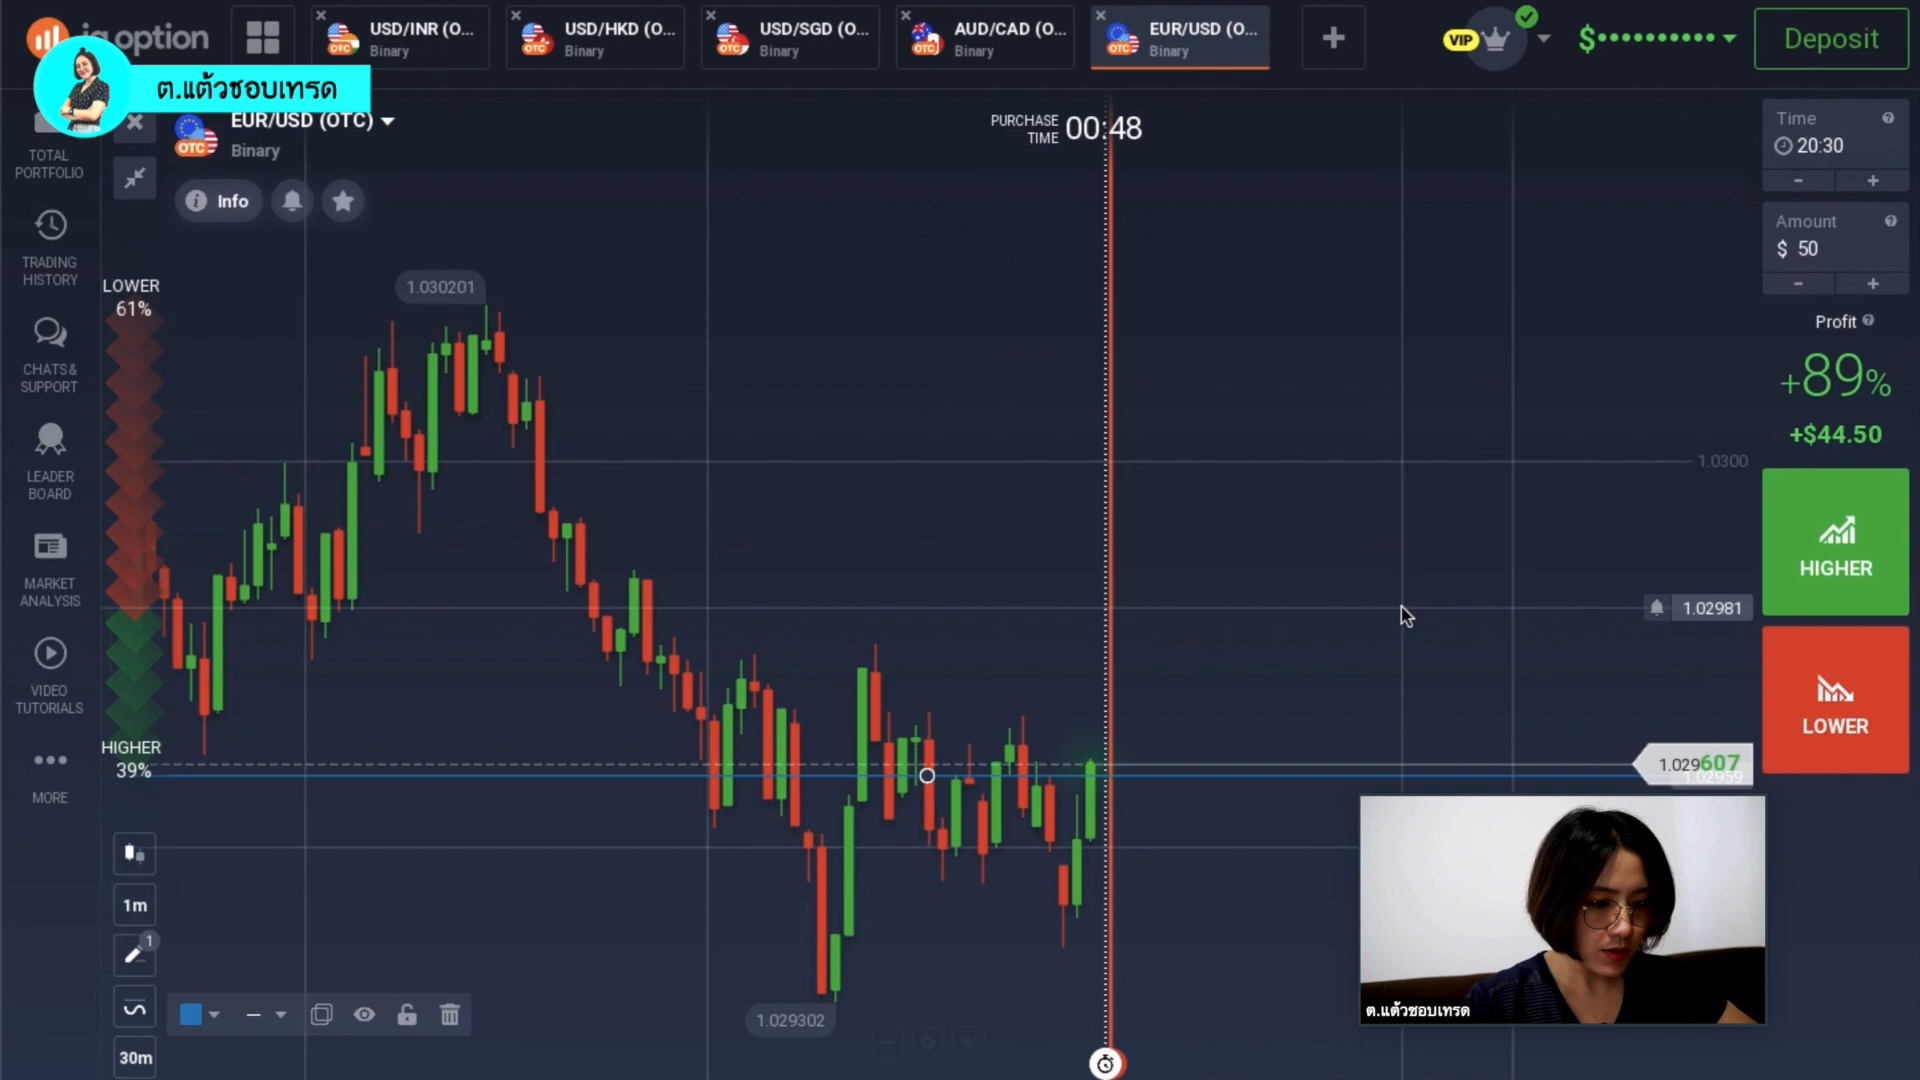 iq option
USD/INR (O...
Binary
USD/HKD (O...
Binary
USD/SGD (O...
Binary
AUD/CAD (O...
Binary
EUR/USD (O...
Binary
VIP
$
Deposit
ต.แต้วชอบเทรด
EUR/USD (OTC)
Binary
OTC
Info
PURCHASE
TIME
00:48
TOTAL
PORTFOLIO
TRADING
HISTORY
CHATS &
SUPPORT
LEADER
BOARD
MARKET
ANALYSIS
VIDEO
TUTORIALS
MORE
LOWER
61%
HIGHER
39%
1.030201
1.029302
1.0300
1.02981
1.029607
1.02959
Time
20:30
- +
Amount
$ 50
- +
Profit
+89%
+$44.50
HIGHER
LOWER
1m
1
30m
ต.แต้วชอบเทรด